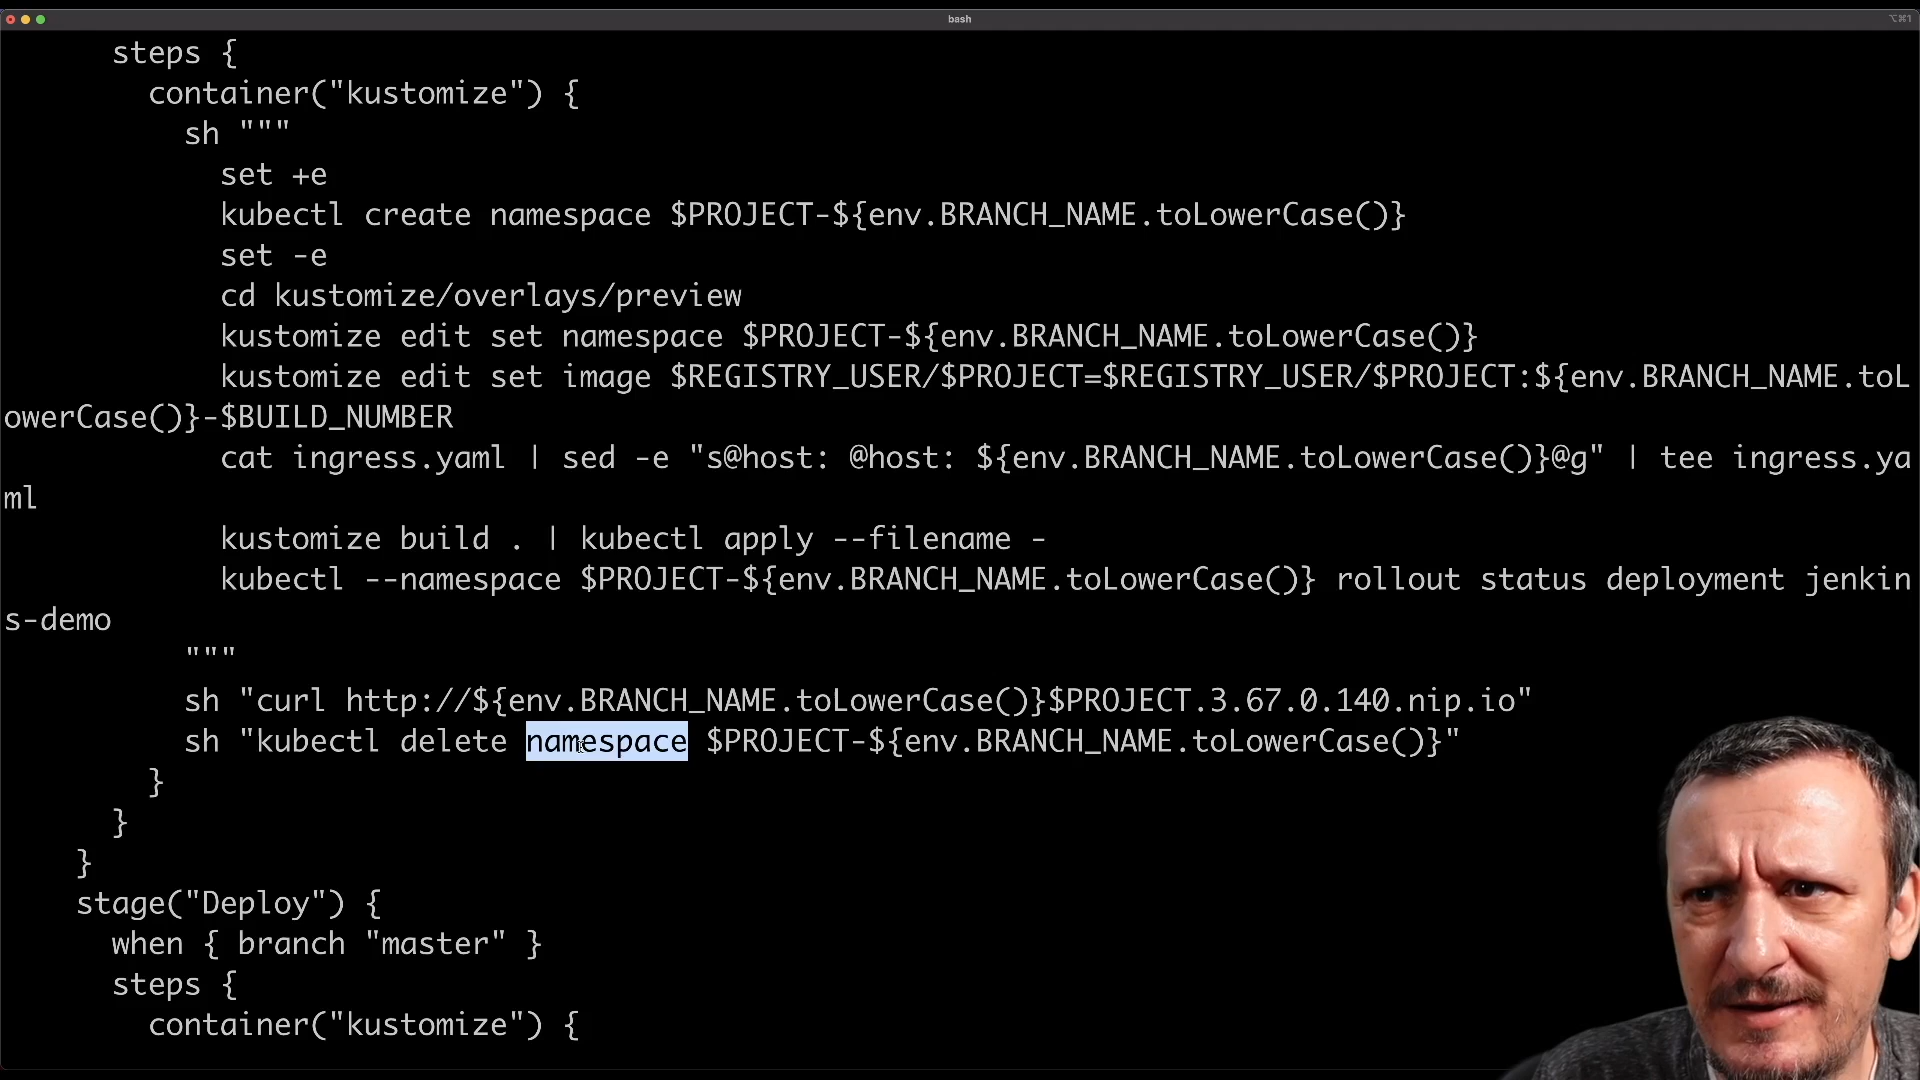 bash
⌥⌘1
steps {
container("kustomize") {
sh """
set +e
kubectl create namespace $PROJECT-${env.BRANCH_NAME.toLowerCase()}
set -e
cd kustomize/overlays/preview
kustomize edit set namespace $PROJECT-${env.BRANCH_NAME.toLowerCase()}
kustomize edit set image $REGISTRY_USER/$PROJECT=$REGISTRY_USER/$PROJECT:${env.BRANCH_NAME.toL
owerCase()}-$BUILD_NUMBER
cat ingress.yaml | sed -e "s@host: @host: ${env.BRANCH_NAME.toLowerCase()}@g" | tee ingress.ya
ml
kustomize build . | kubectl apply --filename -
kubectl --namespace $PROJECT-${env.BRANCH_NAME.toLowerCase()} rollout status deployment jenkin
s-demo
"""
sh "curl http://${env.BRANCH_NAME.toLowerCase()}$PROJECT.3.67.0.140.nip.io"
sh "kubectl delete namespace $PROJECT-${env.BRANCH_NAME.toLowerCase()}"
}
}
}
stage("Deploy") {
when { branch "master" }
steps {
container("kustomize") {